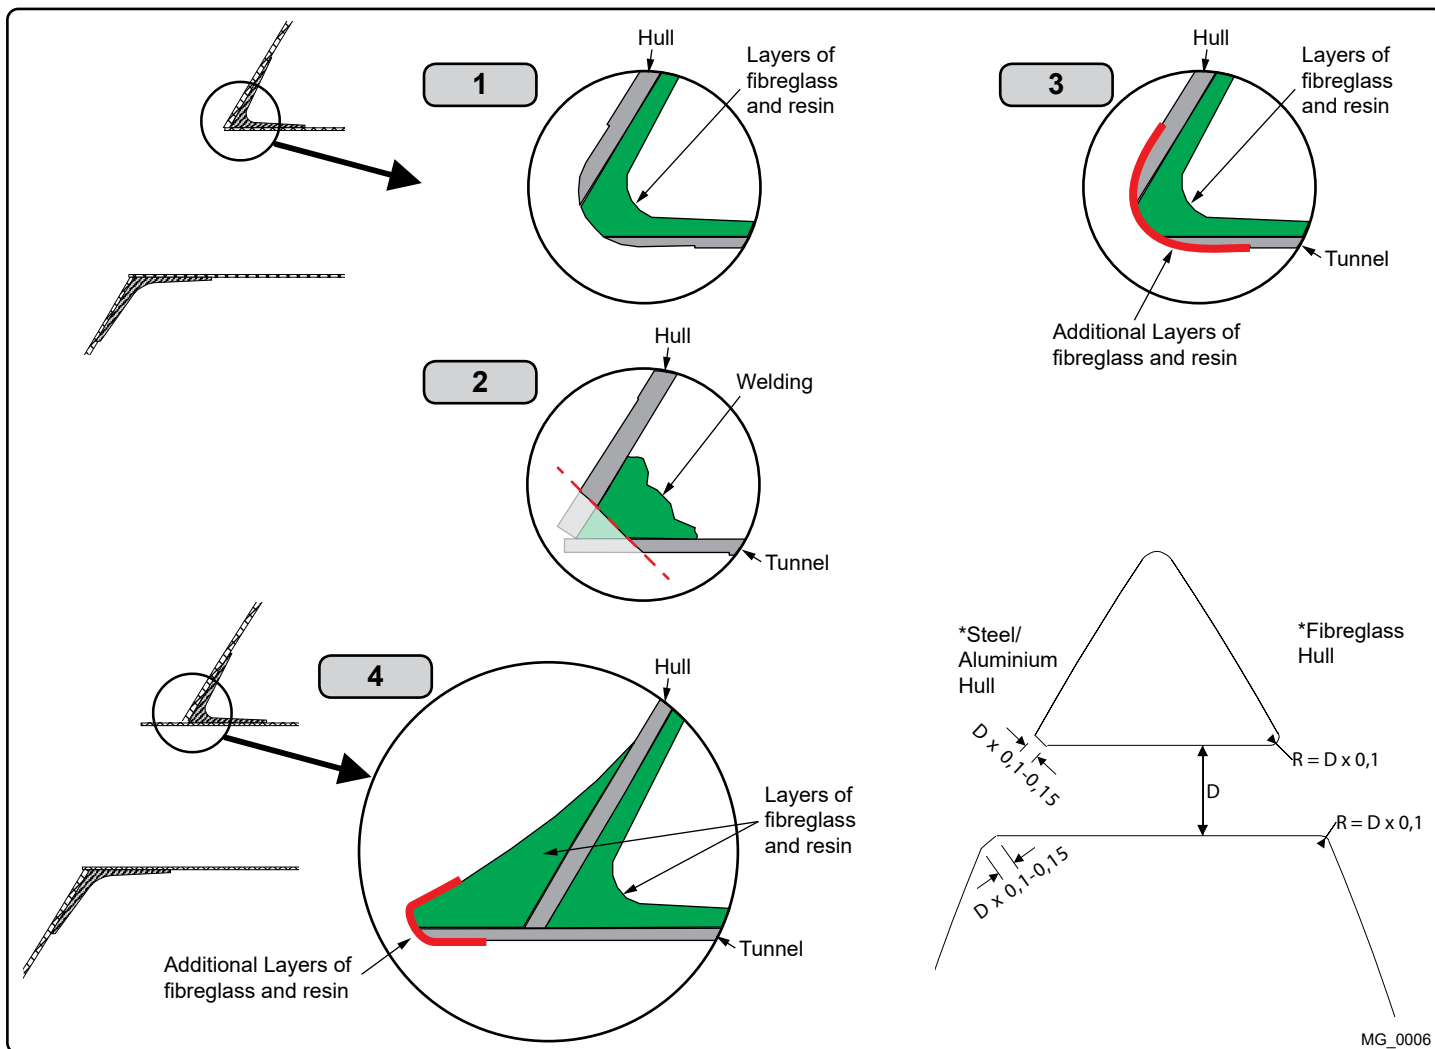 1
Hull
Layers of
fibreglass
and resin
3
Hull
Layers of
fibreglass
and resin
Tunnel
Additional Layers of
fibreglass and resin
2
Hull
Welding
Tunnel
4
Hull
Layers of
fibreglass
and resin
Tunnel
Additional Layers of
fibreglass and resin
*Steel/
Aluminium
Hull
*Fibreglass
Hull
D x 0,1-0,15
R = D x 0,1
D
R = D x 0,1
D x 0,1-0,15
MG_0006